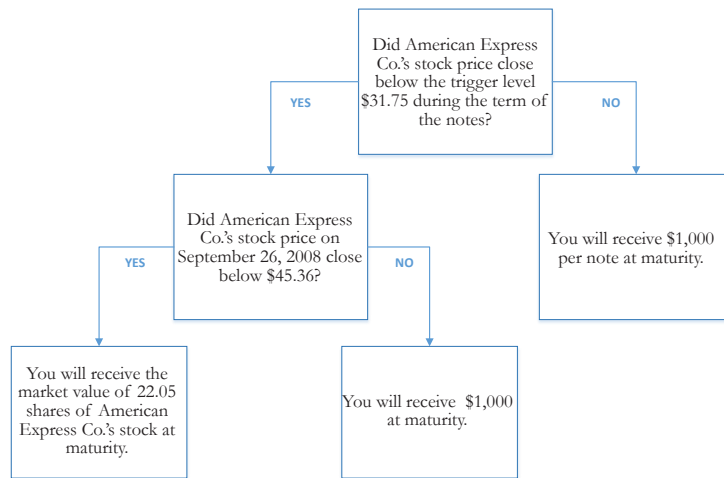 Did American Express
Co.'s stock price close
below the trigger level
$31.75 during the term of
the notes?
YES
NO
Did American Express
Co.'s stock price on
September 26, 2008 close
below $45.36?
You will receive $1,000
per note at maturity.
YES
NO
You will receive the
market value of 22.05
shares of American
Express Co.'s stock at
maturity.
You will receive $1,000
at maturity.